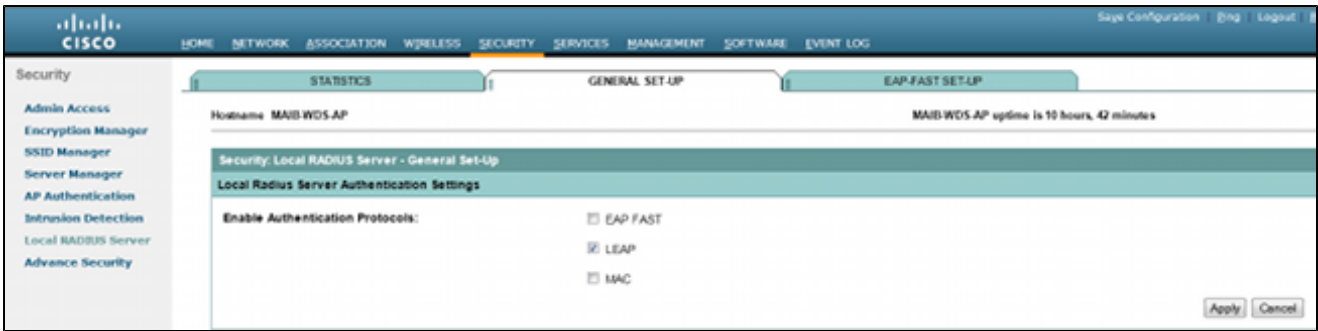 Save Configuration Ping Logout
CISCO
HOME NETWORK ASSOCIATION WIRELESS SECURITY SERVICES MANAGEMENT SOFTWARE EVENT LOG
Security
STATISTICS GENERAL SET-UP EAP-FAST SET-UP
Admin Access
Encryption Manager
SSID Manager
Server Manager
AP Authentication
Intrusion Detection
Local RADIUS Server
Advance Security
Hostname MAIB-WDS-AP MAIB-WDS-AP uptime is 10 hours, 42 minutes
Security: Local RADIUS Server - General Set-Up
Local Radius Server Authentication Settings
Enable Authentication Protocols: EAP FAST
LEAP
MAC
Apply Cancel